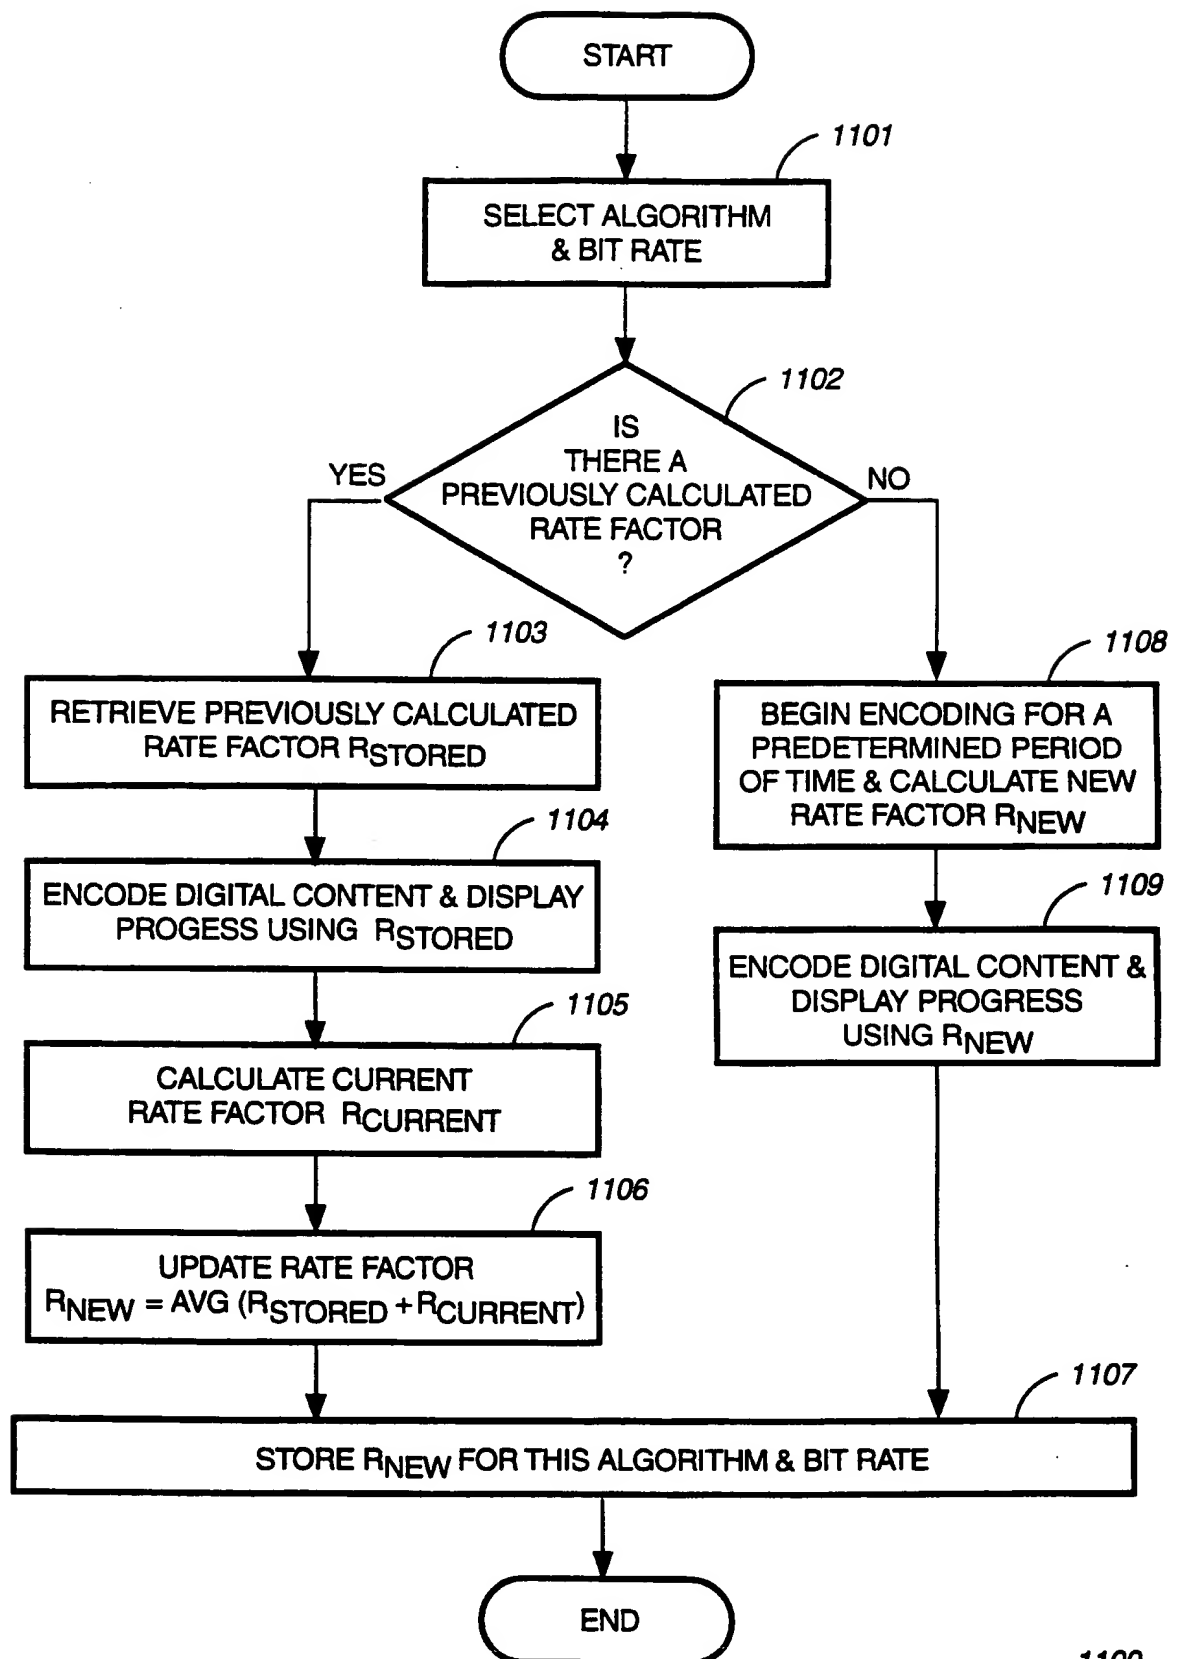 START
1101
SELECT ALGORITHM
& BIT RATE
1102
IS
THERE A
PREVIOUSLY CALCULATED
RATE FACTOR
?
YES
NO
1103
RETRIEVE PREVIOUSLY CALCULATED
RATE FACTOR RSTORED
1104
ENCODE DIGITAL CONTENT & DISPLAY
PROGESS USING RSTORED
1105
CALCULATE CURRENT
RATE FACTOR RCURRENT
1106
UPDATE RATE FACTOR
RNEW = AVG (RSTORED + RCURRENT)
1108
BEGIN ENCODING FOR A
PREDETERMINED PERIOD
OF TIME & CALCULATE NEW
RATE FACTOR RNEW
1109
ENCODE DIGITAL CONTENT &
DISPLAY PROGRESS
USING RNEW
1107
STORE RNEW FOR THIS ALGORITHM & BIT RATE
END